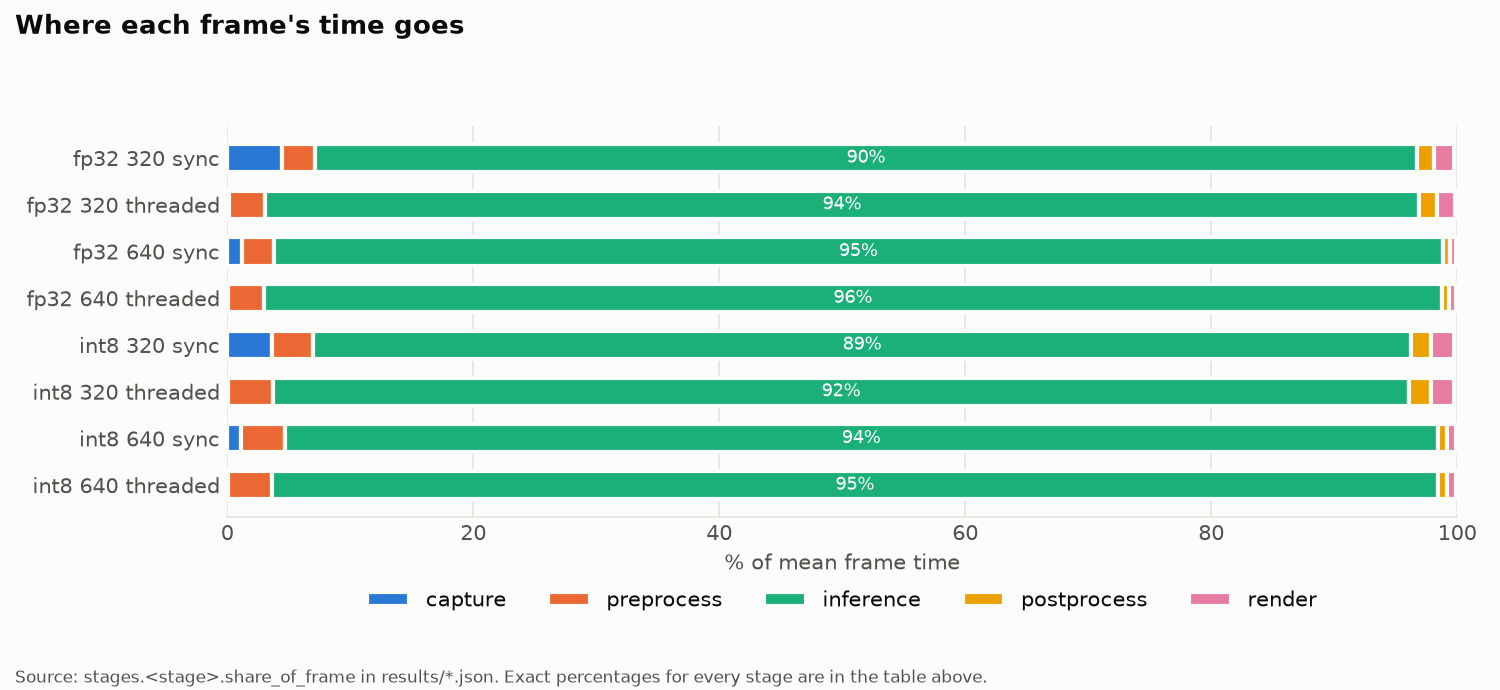 Where each frame's time goes
fp32 320 sync
90%
fp32 320 threaded
94%
fp32 640 sync
95%
fp32 640 threaded
96%
int8 320 sync
89%
int8 320 threaded
92%
int8 640 sync
94%
int8 640 threaded
95%
0 20 40 60 80 100
% of mean frame time
capture preprocess inference postprocess render
Source: stages.<stage>.share_of_frame in results/*.json. Exact percentages for every stage are in the table above.